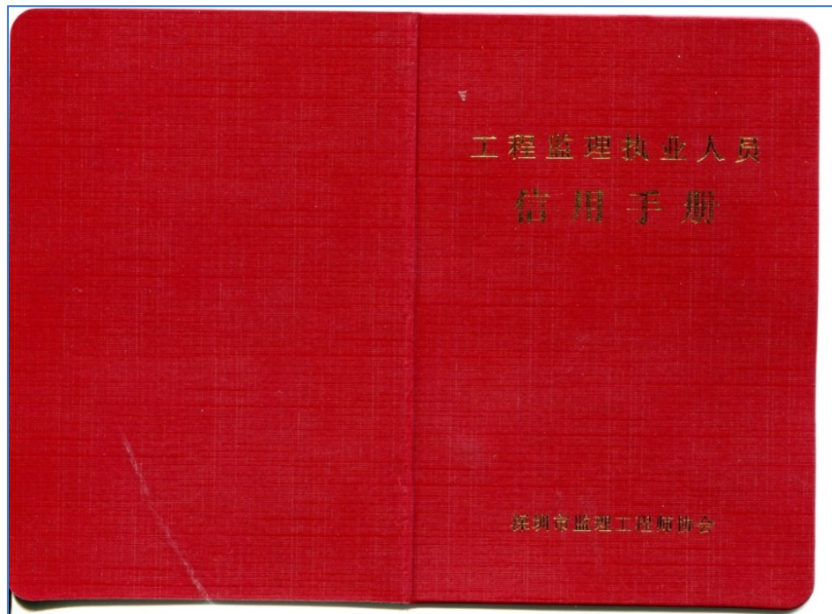 工程监理执业人员
信用手册
深圳市监理工程师协会